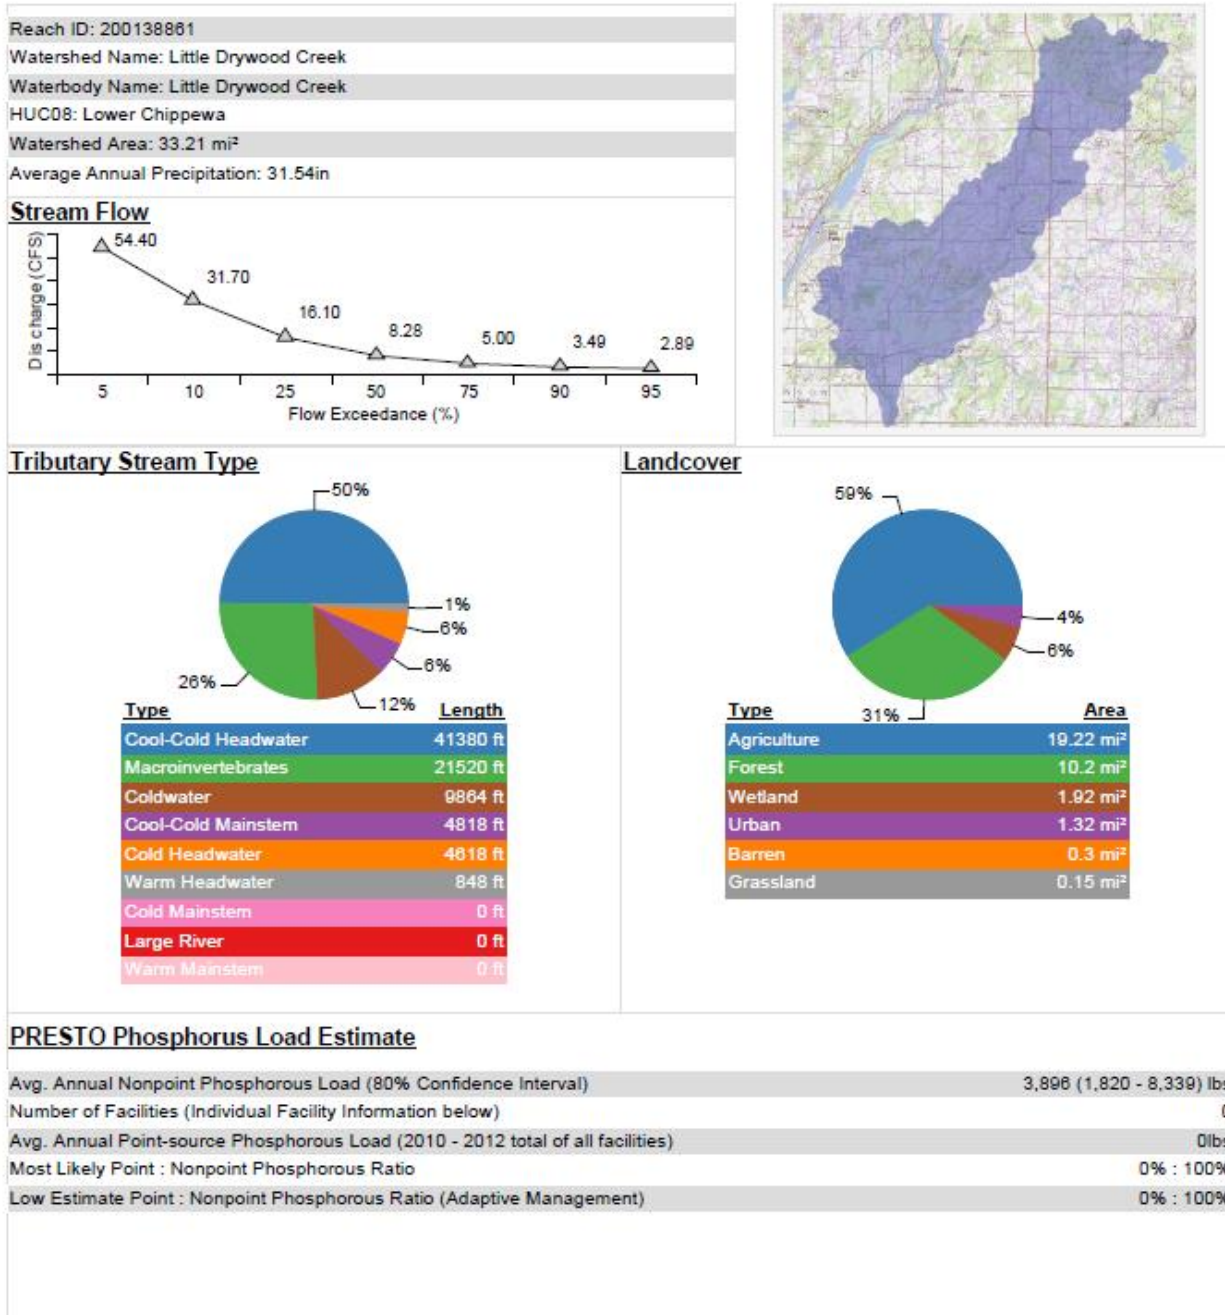 Reach ID: 200138861
Watershed Name: Little Drywood Creek
Waterbody Name: Little Drywood Creek
HUC08: Lower Chippewa
Watershed Area: 33.21 mi²
Average Annual Precipitation: 31.54in
Stream Flow
Discharge (CFS)
54.40
31.70
16.10
8.28
5.00
3.49
2.89
5 10 25 50 75 90 95
Flow Exceedance (%)
Tributary Stream Type
50%
1%
6%
6%
12%
26%
Type Length
Cool-Cold Headwater 41380 ft
Macroinvertebrates 21520 ft
Coldwater 9864 ft
Cool-Cold Mainstem 4818 ft
Cold Headwater 4618 ft
Warm Headwater 848 ft
Cold Mainstem 0 ft
Large River 0 ft
Warm Mainstem 0 ft
Landcover
59%
4%
6%
31%
Type Area
Agriculture 19.22 mi²
Forest 10.2 mi²
Wetland 1.92 mi²
Urban 1.32 mi²
Barren 0.3 mi²
Grassland 0.15 mi²
PRESTO Phosphorus Load Estimate
Avg. Annual Nonpoint Phosphorous Load (80% Confidence Interval) 3,896 (1,820 - 8,339) lbs
Number of Facilities (Individual Facility Information below) 0
Avg. Annual Point-source Phosphorous Load (2010 - 2012 total of all facilities) 0lbs
Most Likely Point : Nonpoint Phosphorous Ratio 0% : 100%
Low Estimate Point : Nonpoint Phosphorous Ratio (Adaptive Management) 0% : 100%